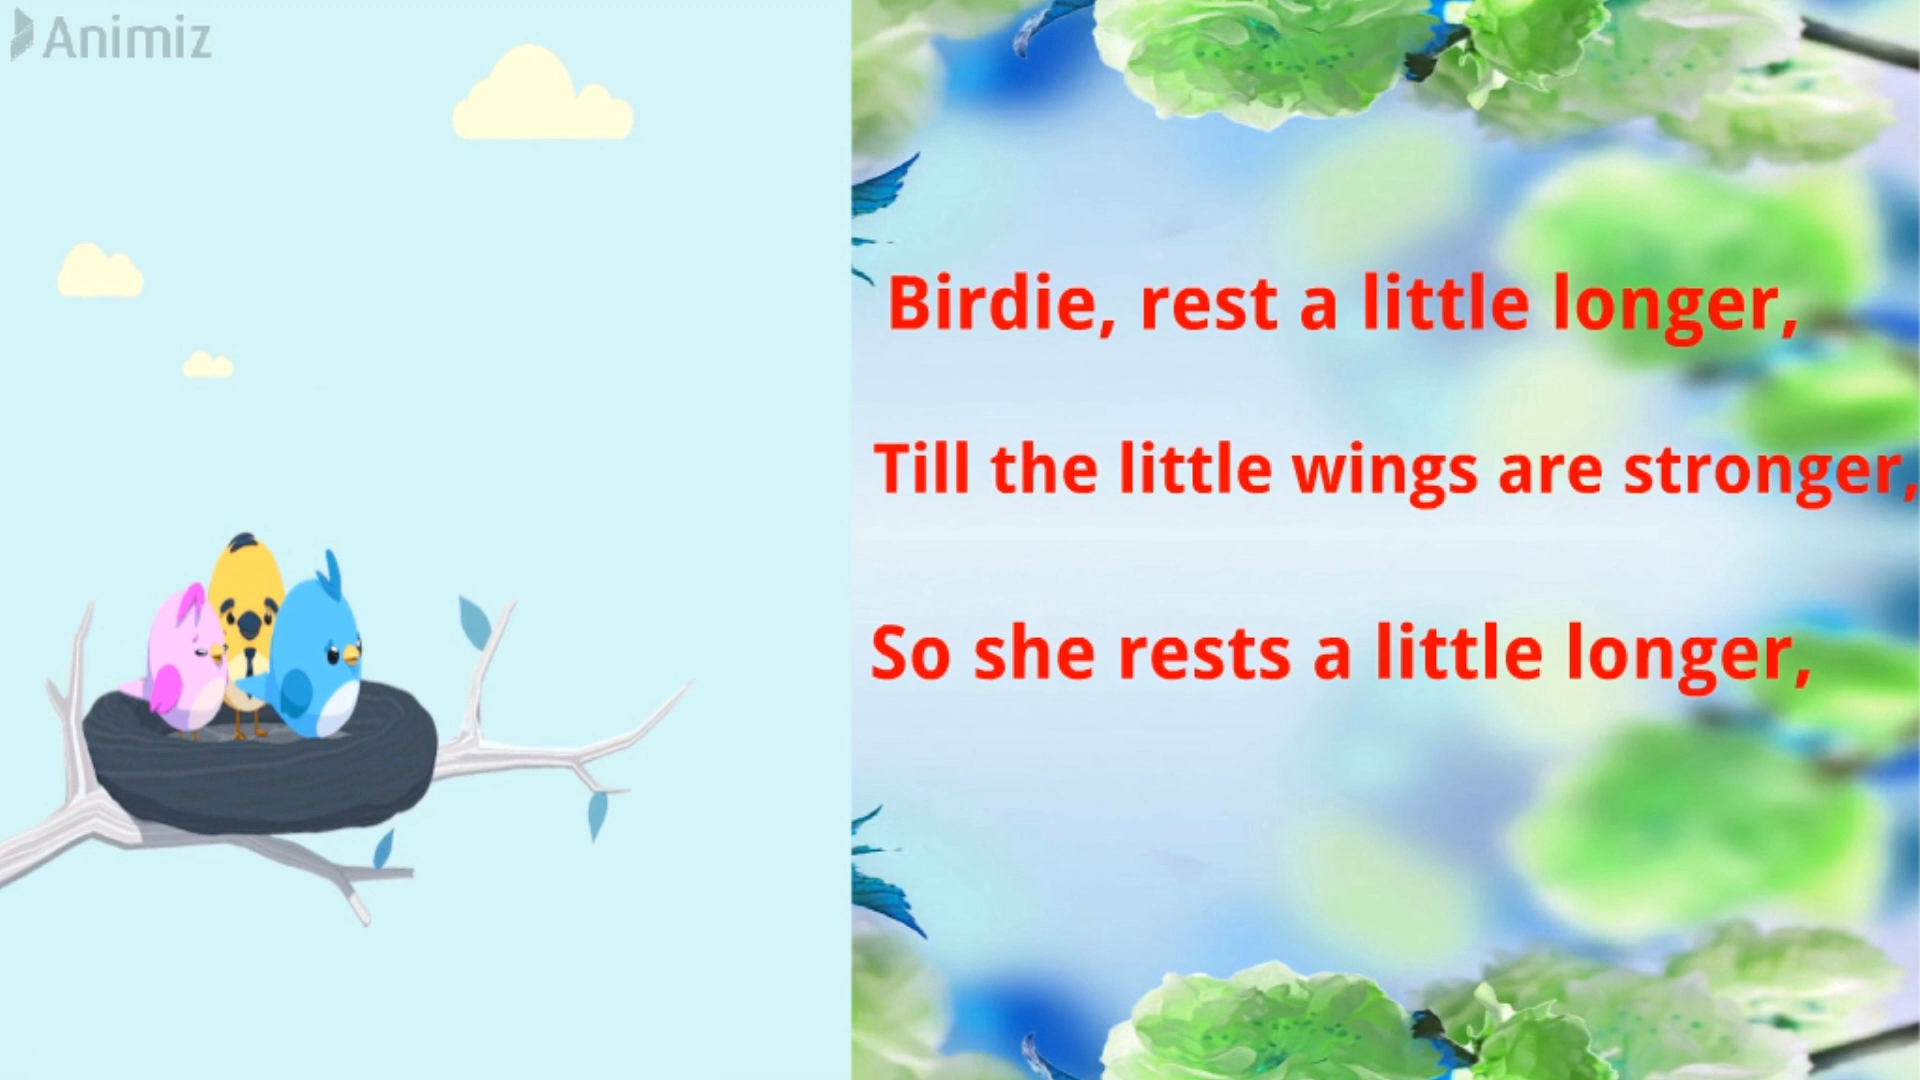 Animiz
Birdie, rest a little longer,
Till the little wings are stronger,
So she rests a little longer,